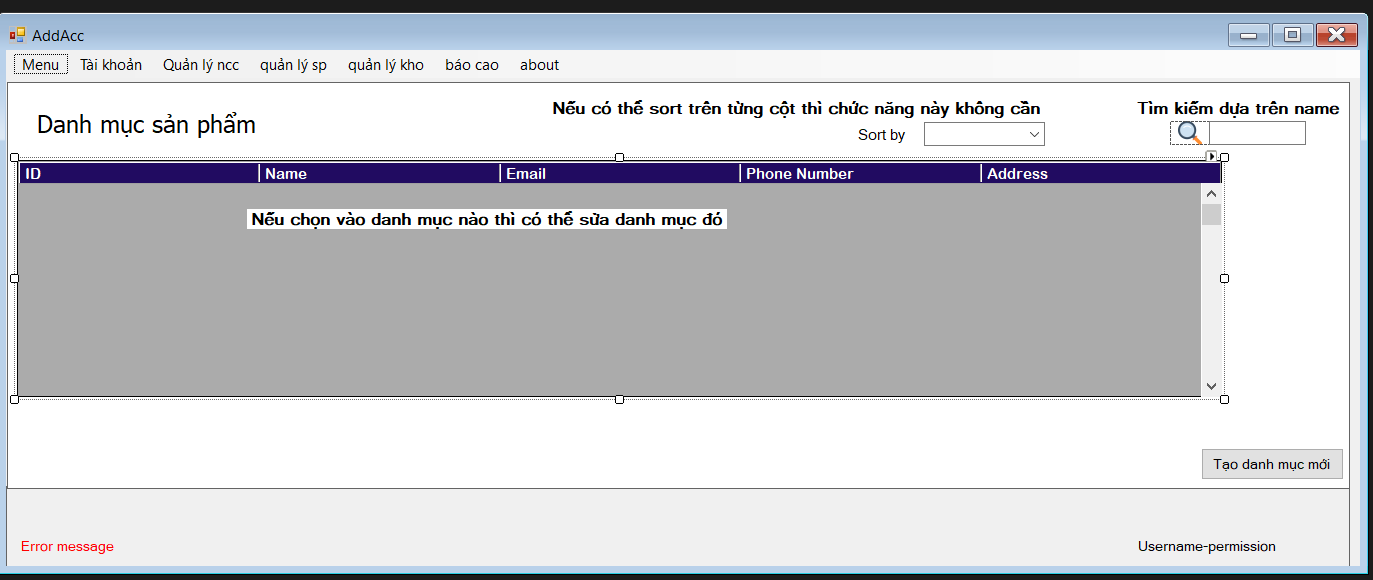 AddAcc
Menu Tài khoản Quản lý ncc quản lý sp quản lý kho báo cao about
Nếu có thể sort trên từng cột thì chức năng này không cần
Tìm kiếm dựa trên name
Danh mục sản phẩm
Sort by
ID Name Email Phone Number Address
Nếu chọn vào danh mục nào thì có thể sửa danh mục đó
Tạo danh mục mới
Error message
Username-permission